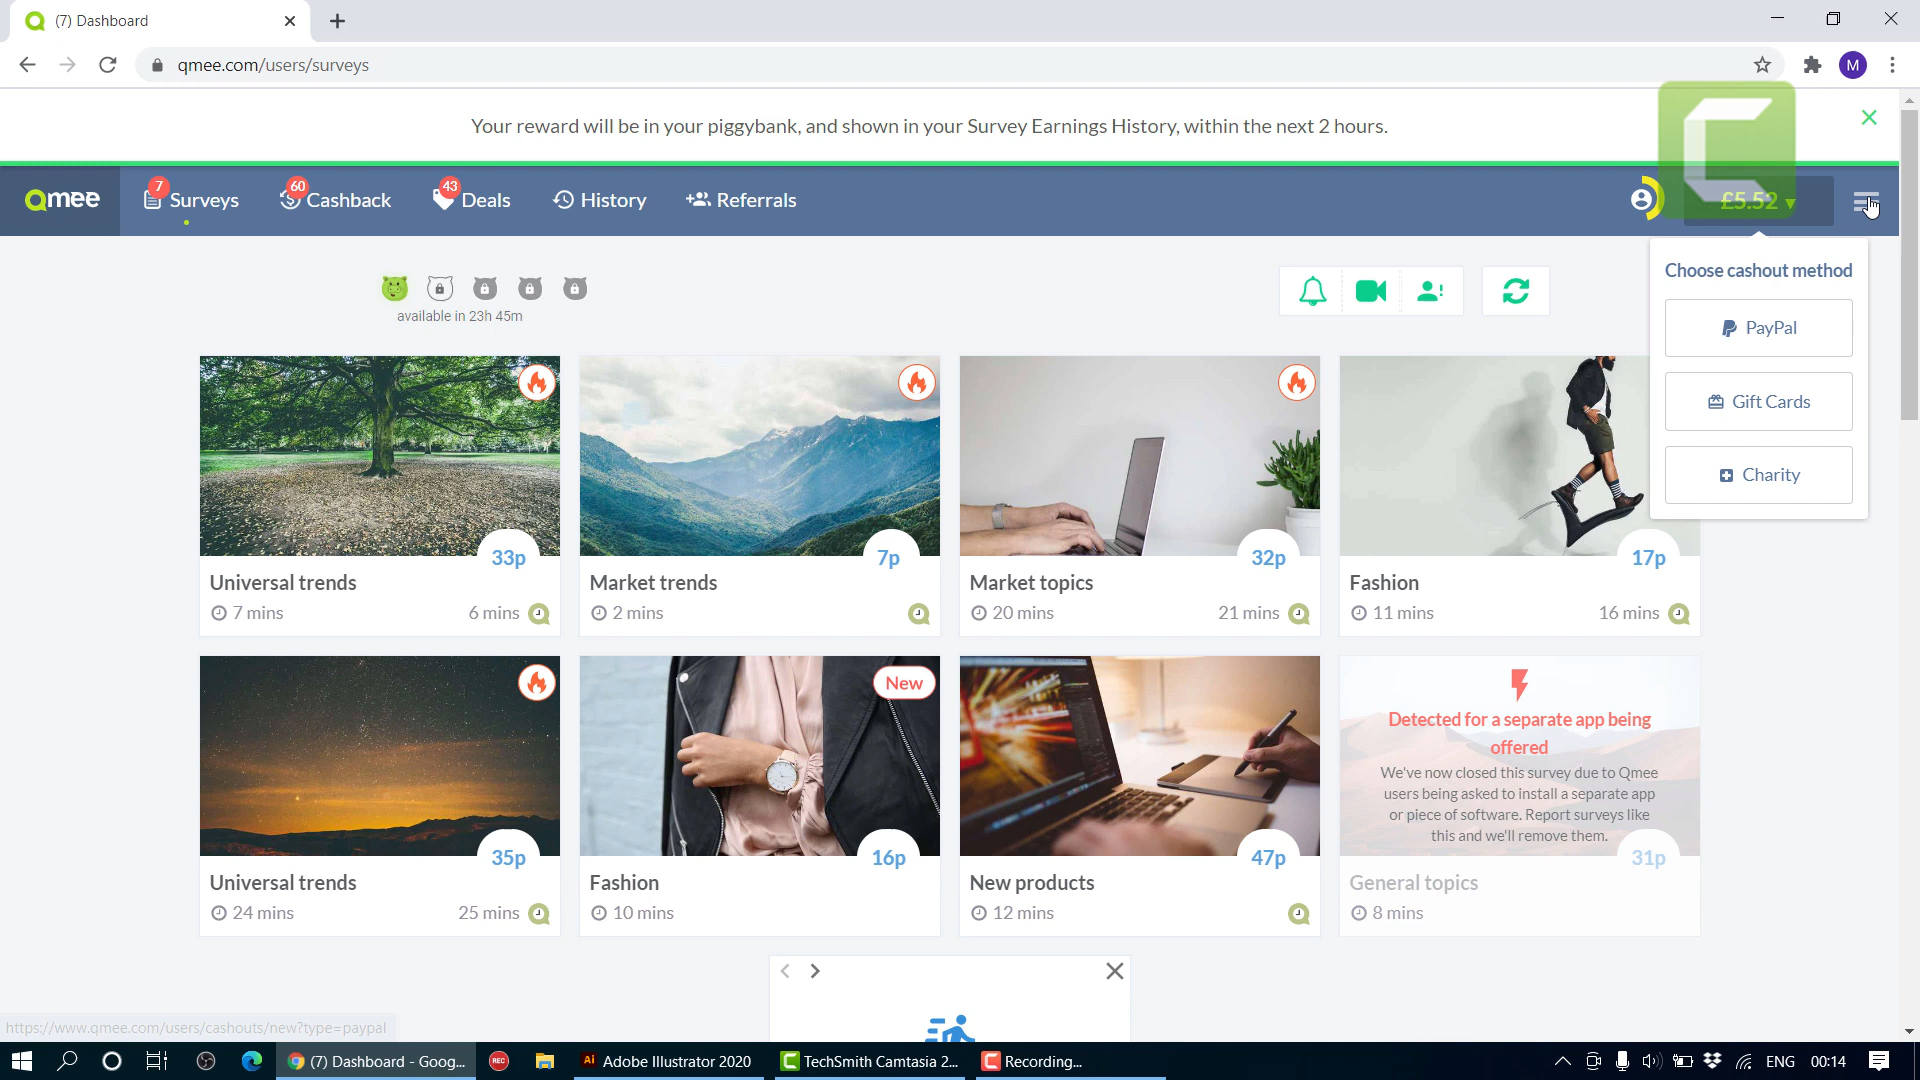 (7) Dashboard
qmee.com/users/surveys
M
Your reward will be in your piggybank, and shown in your Survey Earnings History, within the next 2 hours.
Qmee
7 Surveys
60 Cashback
43 Deals
History
Referrals
£5.52
available in 23h 45m
Choose cashout method
PayPal
Gift Cards
Charity
33p
7p
32p
17p
Universal trends
Market trends
Market topics
Fashion
7 mins 6 mins
2 mins
20 mins 21 mins
11 mins 16 mins
New
Detected for a separate app being
offered
We've now closed this survey due to Qmee
users being asked to install a separate app
or piece of software. Report surveys like
this and we'll remove them.
35p
16p
47p
31p
Universal trends
Fashion
New products
General topics
24 mins 25 mins
10 mins
12 mins
8 mins
https://www.qmee.com/users/cashouts/new?type=paypal
(7) Dashboard - Goog...
REC
Ai Adobe Illustrator 2020
TechSmith Camtasia 2...
Recording...
ENG
00:14